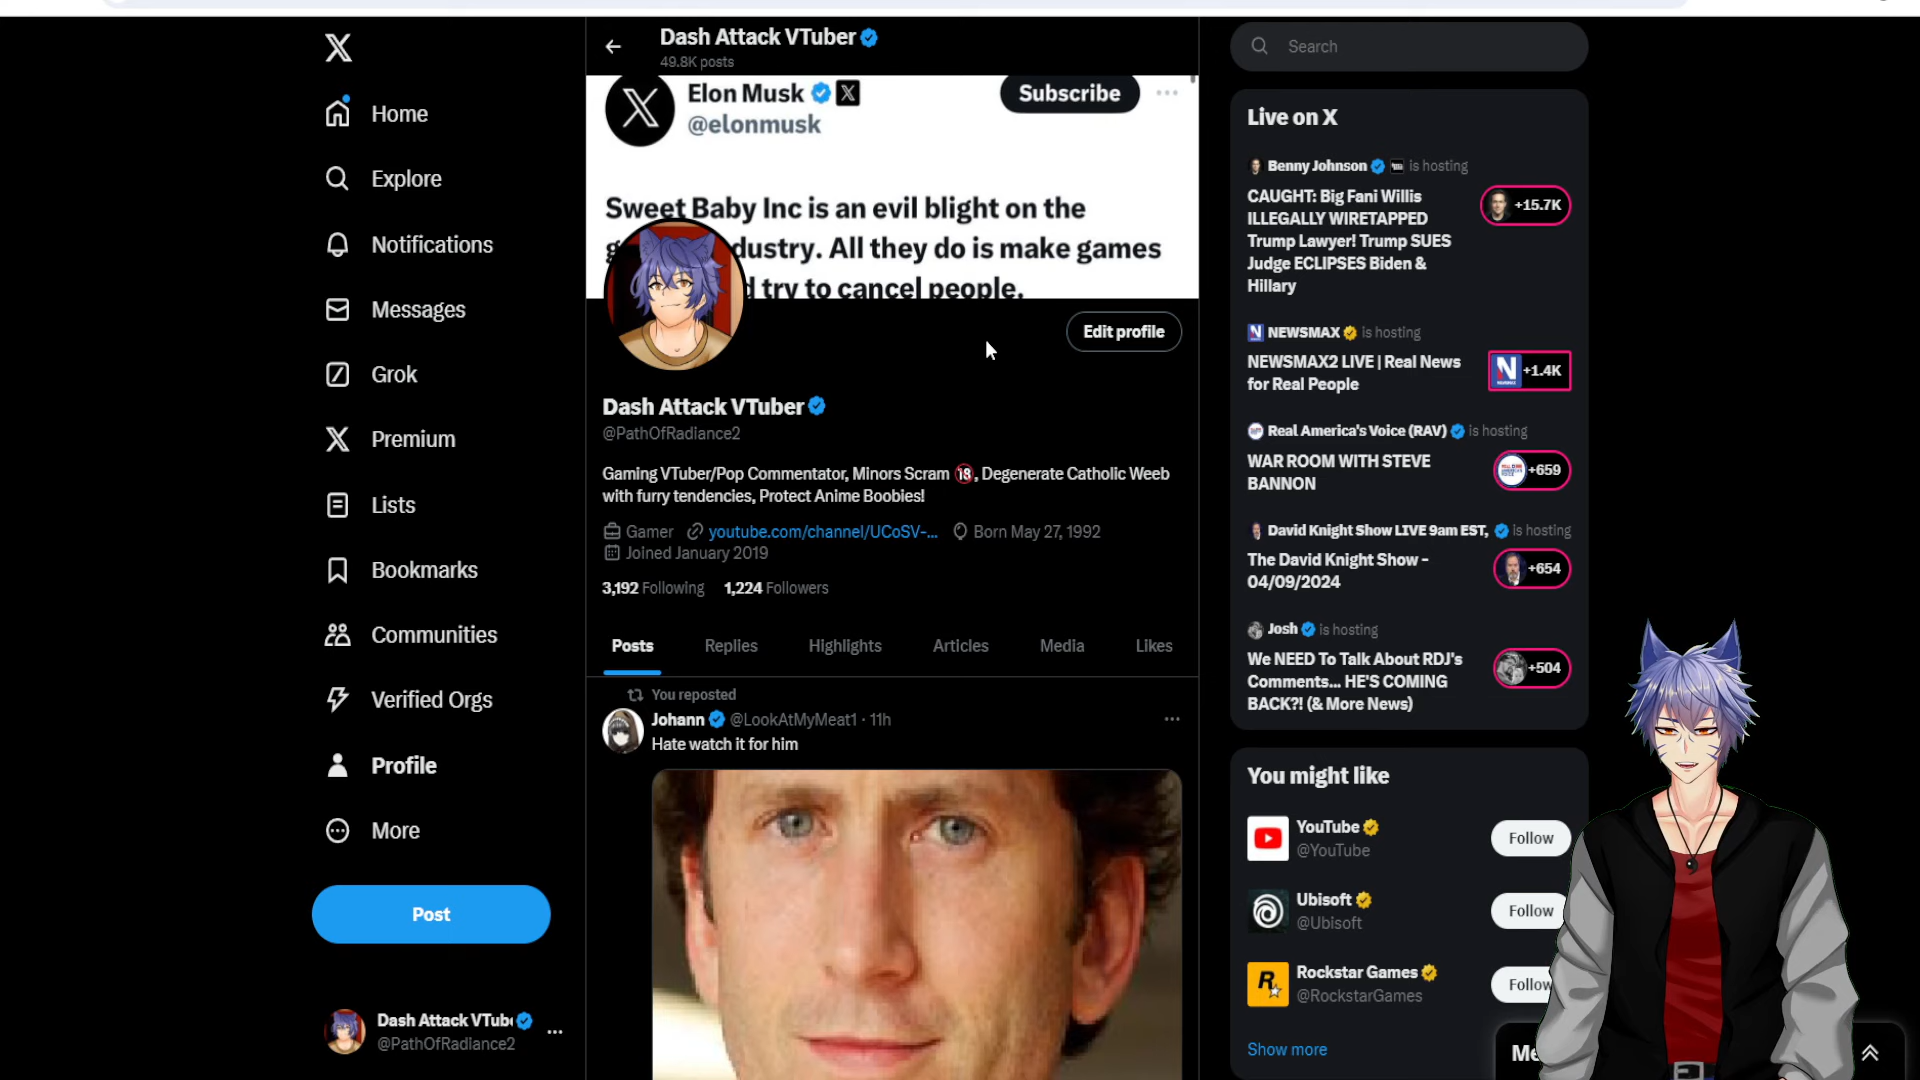 Home
Explore
Notifications
Messages
Grok
Premium
Lists
Bookmarks
Communities
Verified Orgs
Profile
More
Post
Dash Attack VTub
@PathOfRadiance2
Dash Attack VTuber
49.8K posts
Elon Musk
@elonmusk
Subscribe
Sweet Baby Inc is an evil blight on the
dustry. All they do is make games
try to cancel people.
Edit profile
Dash Attack VTuber
@PathOfRadiance2
Gaming VTuber/Pop Commentator, Minors Scram 🔞, Degenerate Catholic Weeb
with furry tendencies, Protect Anime Boobies!
Gamer youtube.com/channel/UCoSV-... Born May 27, 1992
Joined January 2019
3,192 Following 1,224 Followers
Posts Replies Highlights Articles Media Likes
You reposted
Johann @LookAtMyMeat1 · 11h
Hate watch it for him
Search
Live on X
Benny Johnson is hosting
CAUGHT: Big Fani Willis
ILLEGALLY WIRETAPPED
Trump Lawyer! Trump SUES
Judge ECLIPSES Biden &
Hillary
+15.7K
NEWSMAX is hosting
NEWSMAX2 LIVE | Real News
for Real People
+1.4K
Real America's Voice (RAV) is hosting
WAR ROOM WITH STEVE
BANNON
+659
David Knight Show LIVE 9am EST, is hosting
The David Knight Show -
04/09/2024
+654
Josh is hosting
We NEED To Talk About RDJ's
Comments... HE'S COMING
BACK?! (& More News)
+504
You might like
YouTube
@YouTube
Follow
Ubisoft
@Ubisoft
Follow
Rockstar Games
@RockstarGames
Follow
Show more